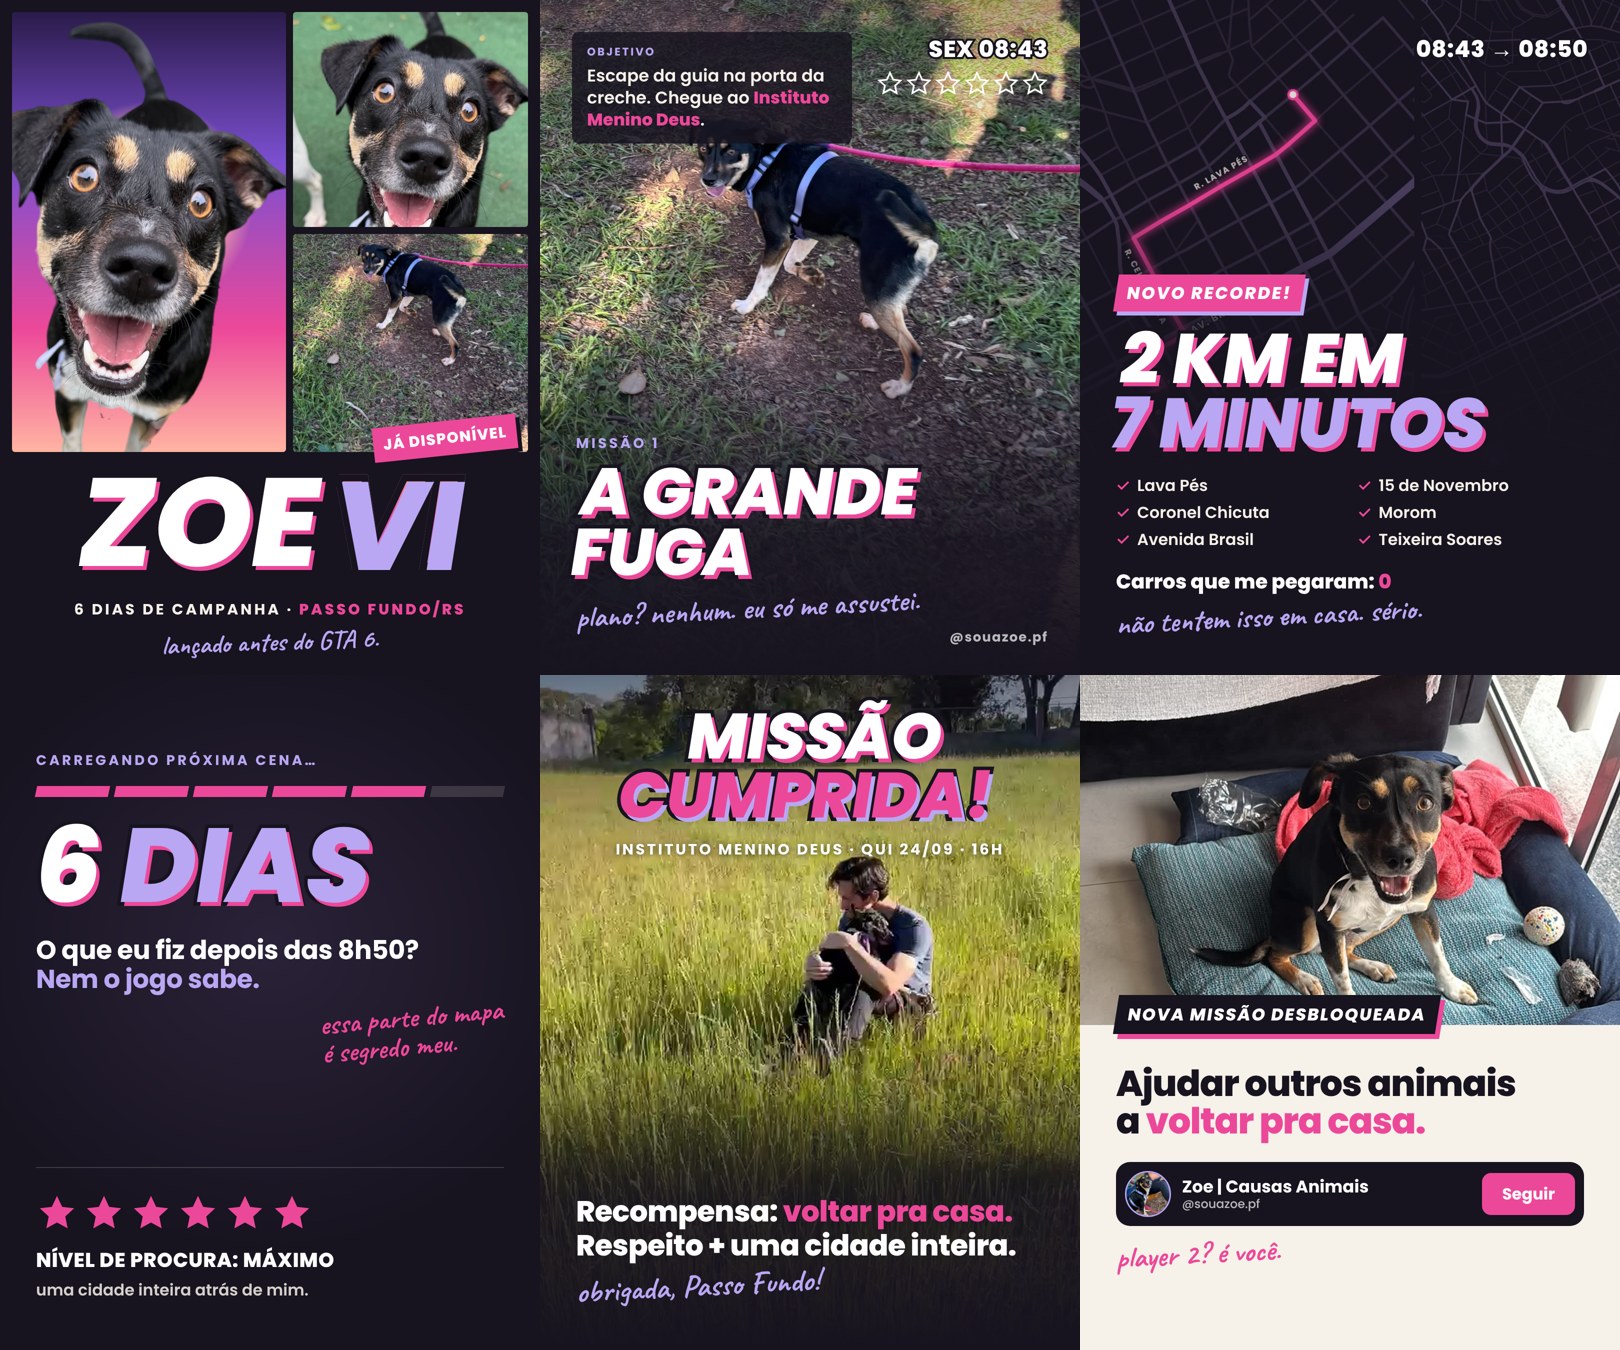 JÁ DISPONÍVEL
ZOE VI
6 DIAS DE CAMPANHA · PASSO FUNDO/RS
lançado antes do GTA 6.
OBJETIVO
Escape da guia na porta da
creche. Chegue ao Instituto
Menino Deus.
SEX 08:43
MISSÃO 1
A GRANDE
FUGA
plano? nenhum. eu só me assustei.
@souazoe.pf
08:43 → 08:50
R. LAVA PÉS
NOVO RECORDE!
2 KM EM
7 MINUTOS
✓ Lava Pés
✓ 15 de Novembro
✓ Coronel Chicuta
✓ Morom
✓ Avenida Brasil
✓ Teixeira Soares
Carros que me pegaram: 0
não tentem isso em casa. sério.
CARREGANDO PRÓXIMA CENA...
6 DIAS
O que eu fiz depois das 8h50?
Nem o jogo sabe.
essa parte do mapa
é segredo meu.
NÍVEL DE PROCURA: MÁXIMO
uma cidade inteira atrás de mim.
MISSÃO
CUMPRIDA!
INSTITUTO MENINO DEUS · QUI 24/09 · 16H
Recompensa: voltar pra casa.
Respeito + uma cidade inteira.
obrigada, Passo Fundo!
NOVA MISSÃO DESBLOQUEADA
Ajudar outros animais
a voltar pra casa.
Zoe | Causas Animais
@souazoe.pf
Seguir
player 2? é você.